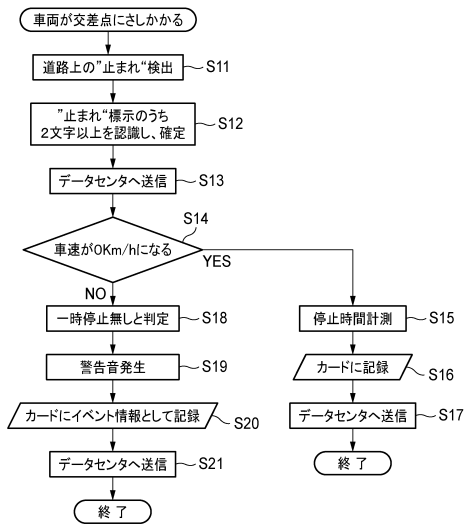 車両が交差点にさしかかる
道路上の”止まれ“検出
S11
”止まれ“標示のうち
2文字以上を認識し、確定
S12
データセンタへ送信
S13
S14
車速が0Km/hになる
YES
NO
一時停止無しと判定
S18
停止時間計測
S15
警告音発生
S19
カードに記録
S16
カードにイベント情報として記録
S20
データセンタへ送信
S17
データセンタへ送信
S21
終了
終了